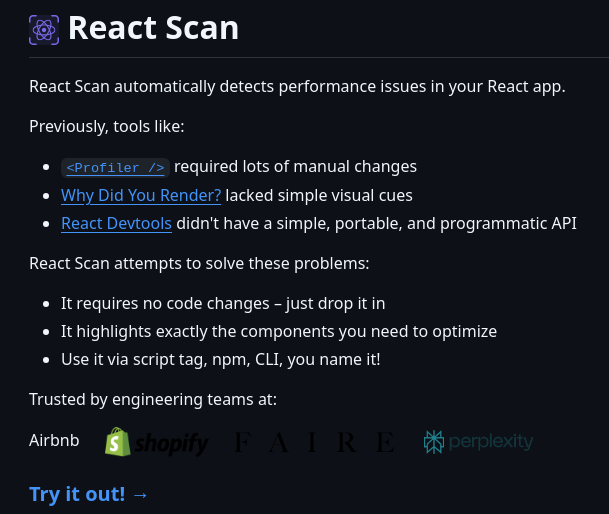 React Scan
React Scan automatically detects performance issues in your React app.
Previously, tools like:
<Profiler /> required lots of manual changes
Why Did You Render? lacked simple visual cues
React Devtools didn't have a simple, portable, and programmatic API
React Scan attempts to solve these problems:
It requires no code changes – just drop it in
It highlights exactly the components you need to optimize
Use it via script tag, npm, CLI, you name it!
Trusted by engineering teams at:
Airbnb shopify FAIRE perplexity
Try it out! →